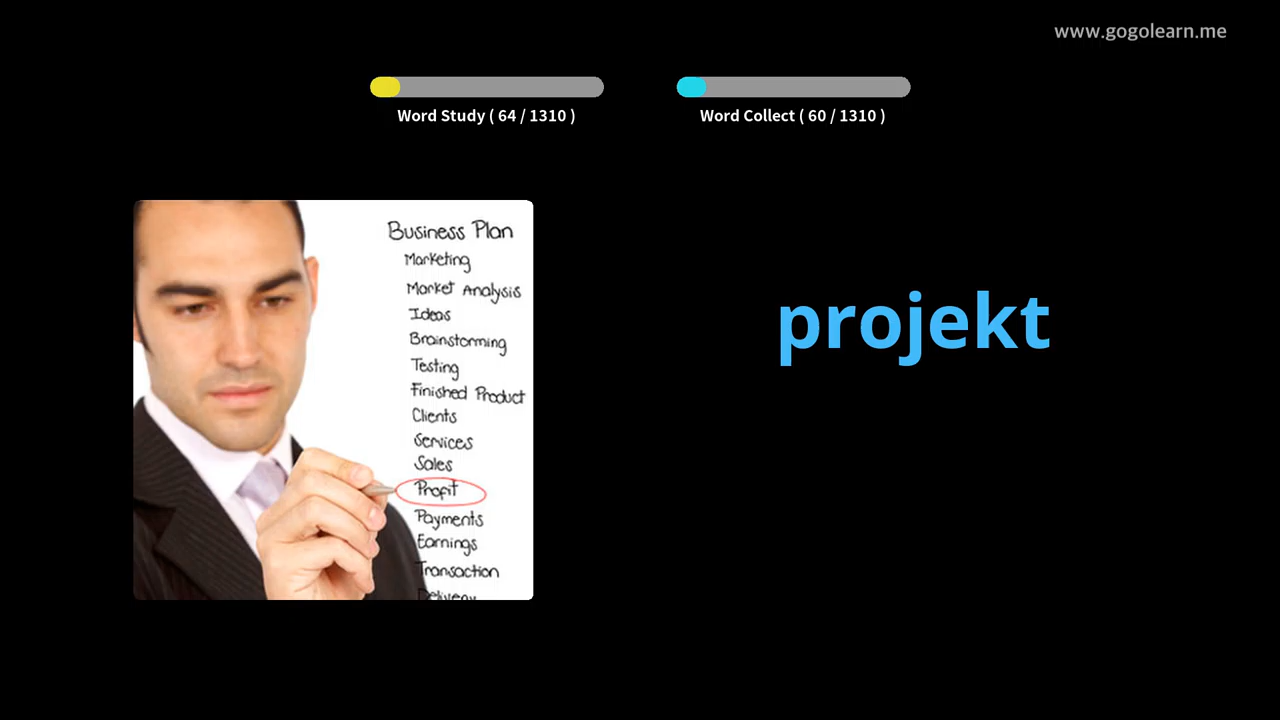 www.gogolearn.me
Word Study ( 64 / 1310 )
Word Collect ( 60 / 1310 )
Business Plan
Marketing
Market Analysis
Ideas
Brainstorming
Testing
Finished Product
Clients
Services
Sales
Profit
Payments
Earnings
Transaction
Delivery
projekt